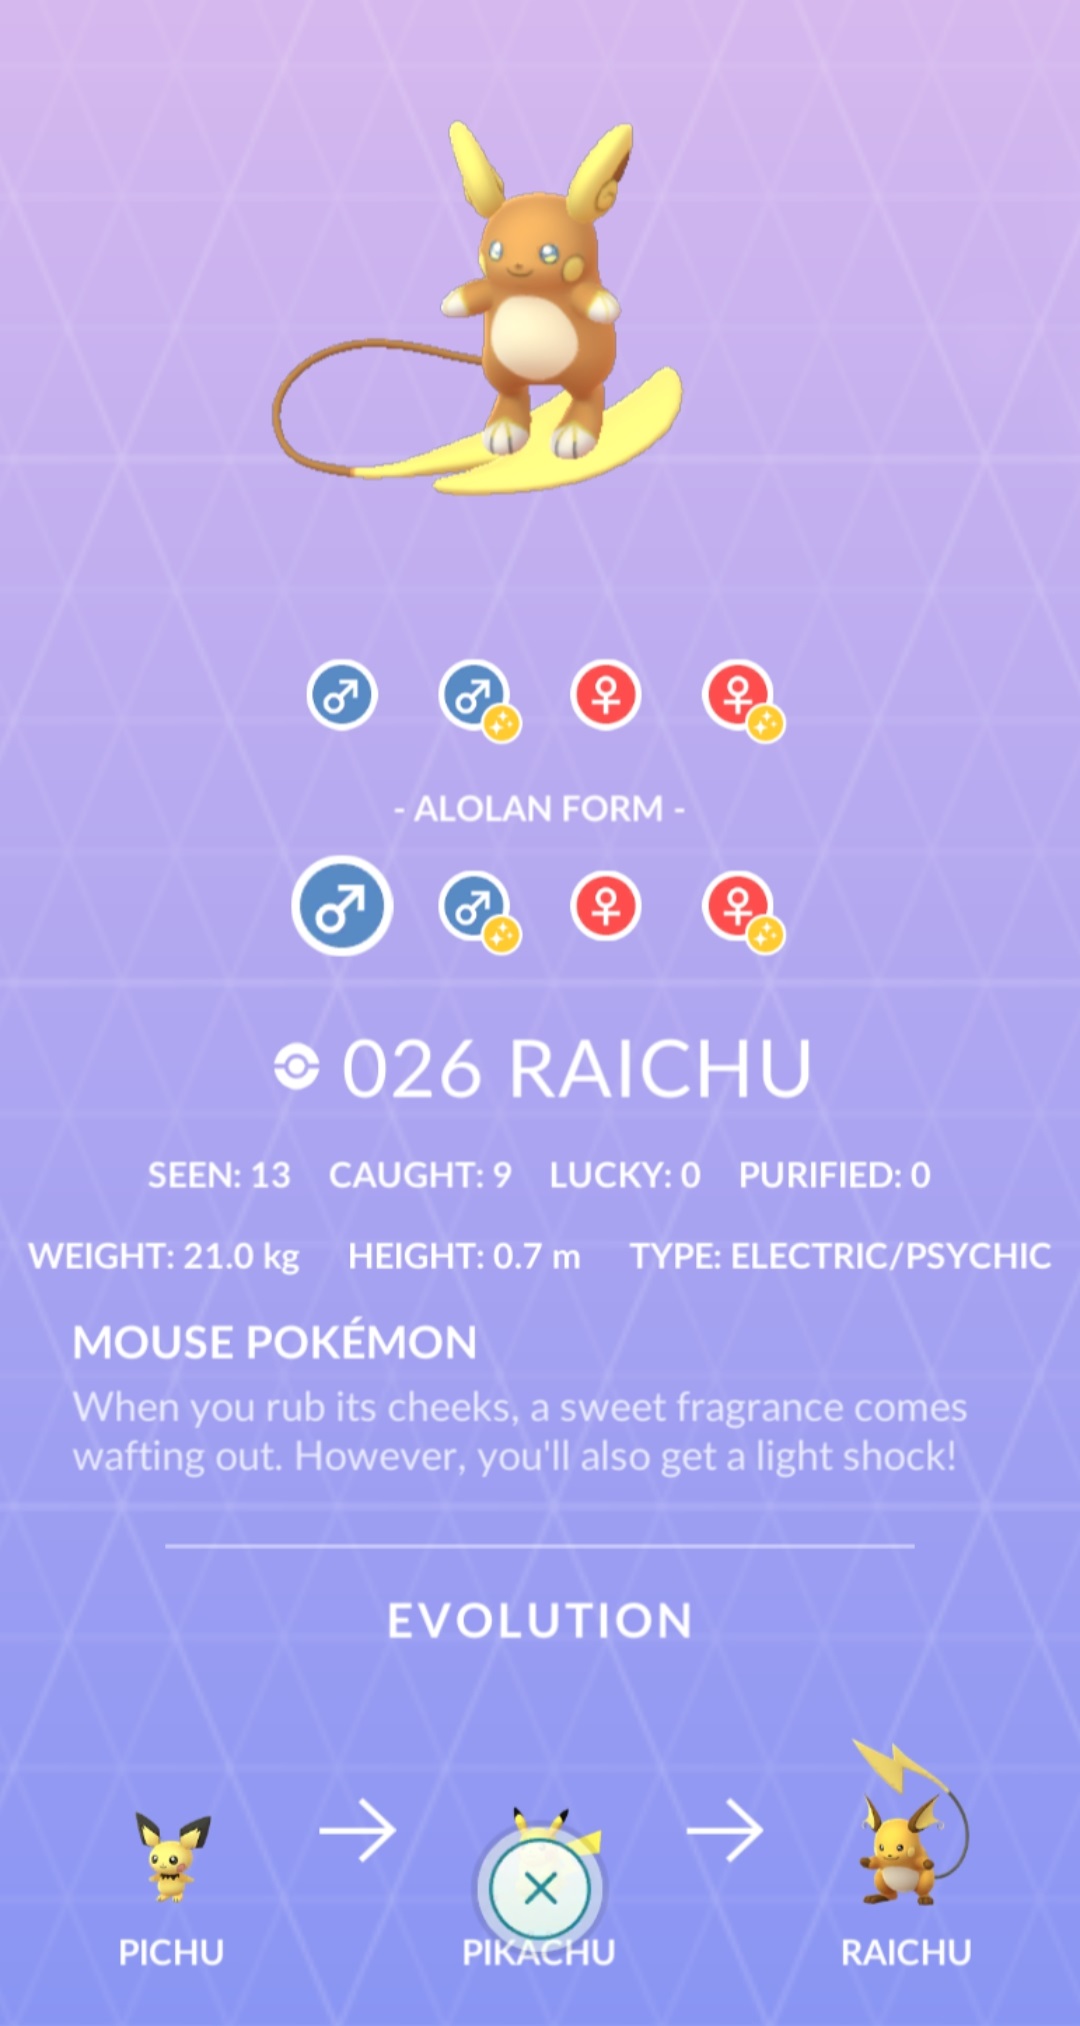 - ALOLAN FORM -
026 RAICHU
SEEN: 13 CAUGHT: 9 LUCKY: 0 PURIFIED: 0
WEIGHT: 21.0 kg HEIGHT: 0.7 m TYPE: ELECTRIC/PSYCHIC
MOUSE POKÉMON
When you rub its cheeks, a sweet fragrance comes
wafting out. However, you'll also get a light shock!
EVOLUTION
PICHU PIKACHU RAICHU